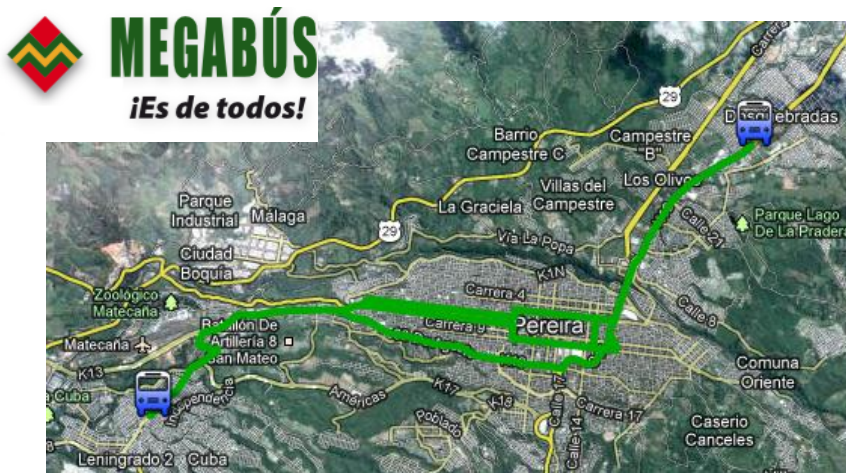 MEGABÚS
¡Es de todos!
29
Barrio
Campestre C
Campestre
"B"
Villas del
Campestre
Los Olivos
Parque
Industrial
Málaga
La Graciela
Calle 21
Parque Lago
De La Pradera
29
Vía La Popa
Ciudad
Boquía
K1N
Zoológico
Matecaña
Carrera 4
Calle 8
Carrera 9
Pereira
Batallón De
Artillería 8
San Mateo
Matecaña
K13
Comuna
Oriente
Independencia
Américas
K17
K18
Calle 17
Carrera 17
Cuba
Poblado
Calle 14
Caserio
Canceles
Leningrado 2
Cuba